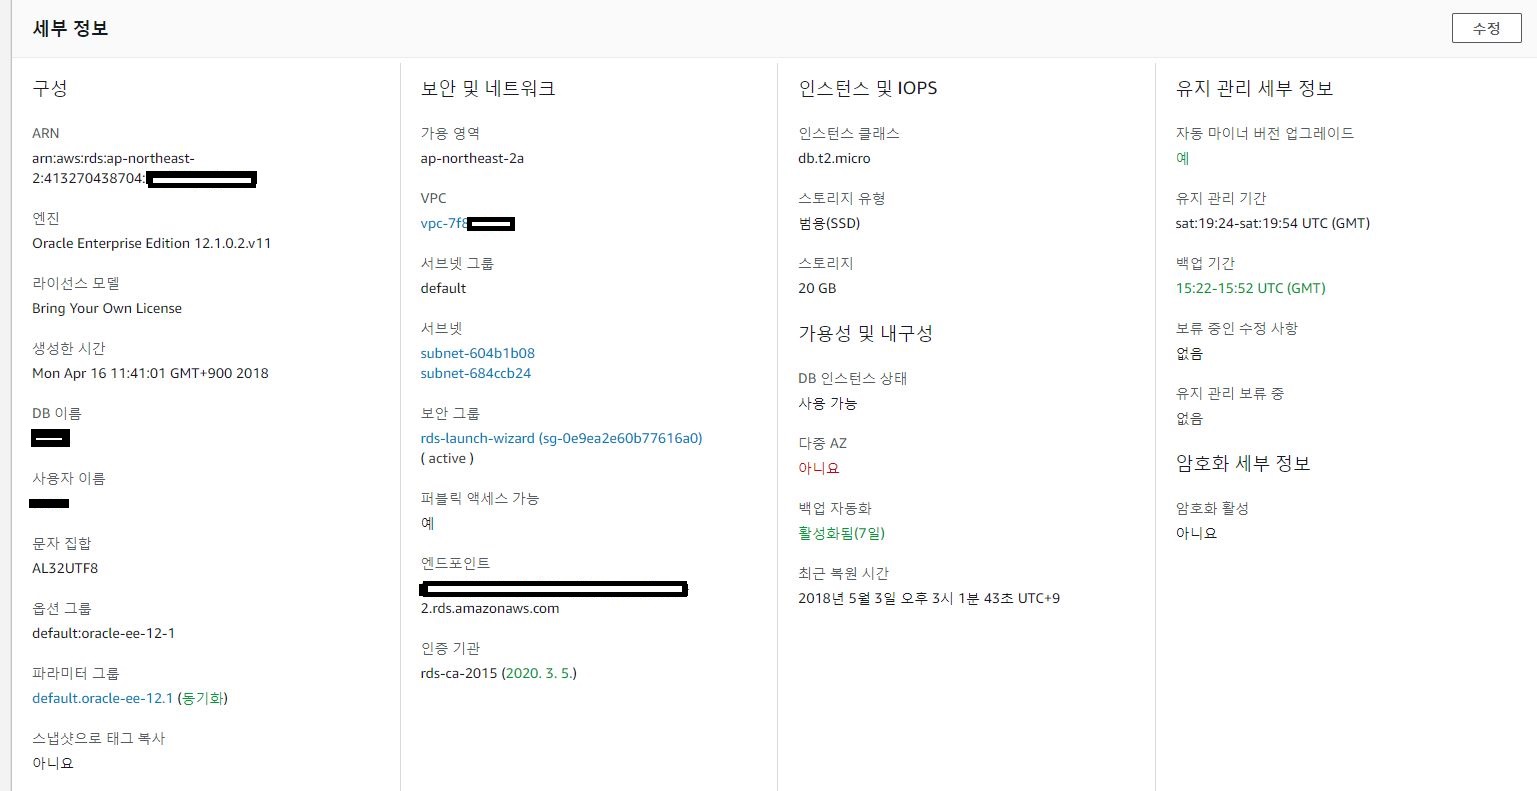 세부 정보
수정
구성
ARN
arn:aws:rds:ap-northeast-
2:413270438704:
엔진
Oracle Enterprise Edition 12.1.0.2.v11
라이선스 모델
Bring Your Own License
생성한 시간
Mon Apr 16 11:41:01 GMT+900 2018
DB 이름
사용자 이름
문자 집합
AL32UTF8
옵션 그룹
default:oracle-ee-12-1
파라미터 그룹
default.oracle-ee-12.1 (동기화)
스냅샷으로 태그 복사
아니요
보안 및 네트워크
가용 영역
ap-northeast-2a
VPC
vpc-7f8
서브넷 그룹
default
서브넷
subnet-604b1b08
subnet-684ccb24
보안 그룹
rds-launch-wizard (sg-0e9ea2e60b77616a0)
( active )
퍼블릭 액세스 가능
예
엔드포인트
2.rds.amazonaws.com
인증 기관
rds-ca-2015 (2020. 3. 5.)
인스턴스 및 IOPS
인스턴스 클래스
db.t2.micro
스토리지 유형
범용(SSD)
스토리지
20 GB
가용성 및 내구성
DB 인스턴스 상태
사용 가능
다중 AZ
아니요
백업 자동화
활성화됨(7일)
최근 복원 시간
2018년 5월 3일 오후 3시 1분 43초 UTC+9
유지 관리 세부 정보
자동 마이너 버전 업그레이드
예
유지 관리 기간
sat:19:24-sat:19:54 UTC (GMT)
백업 기간
15:22-15:52 UTC (GMT)
보류 중인 수정 사항
없음
유지 관리 보류 중
없음
암호화 세부 정보
암호화 활성
아니요